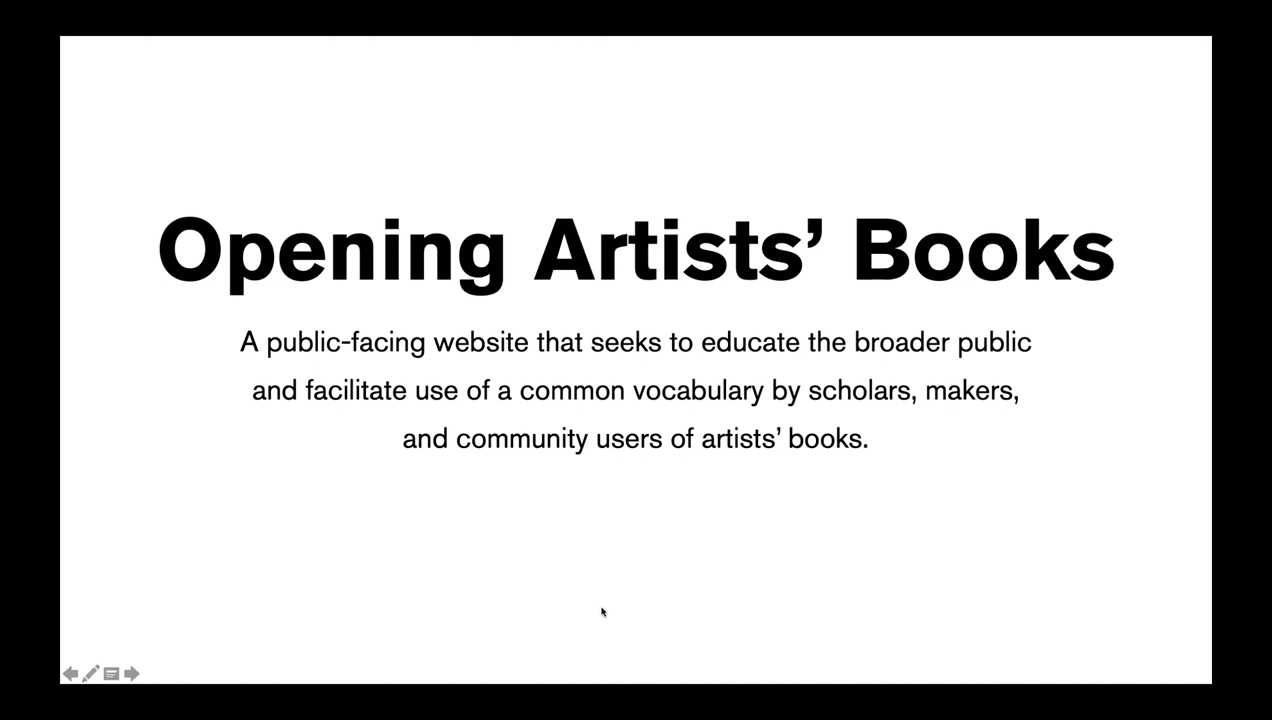 Opening Artists’ Books
A public-facing website that seeks to educate the broader public
and facilitate use of a common vocabulary by scholars, makers,
and community users of artists’ books.